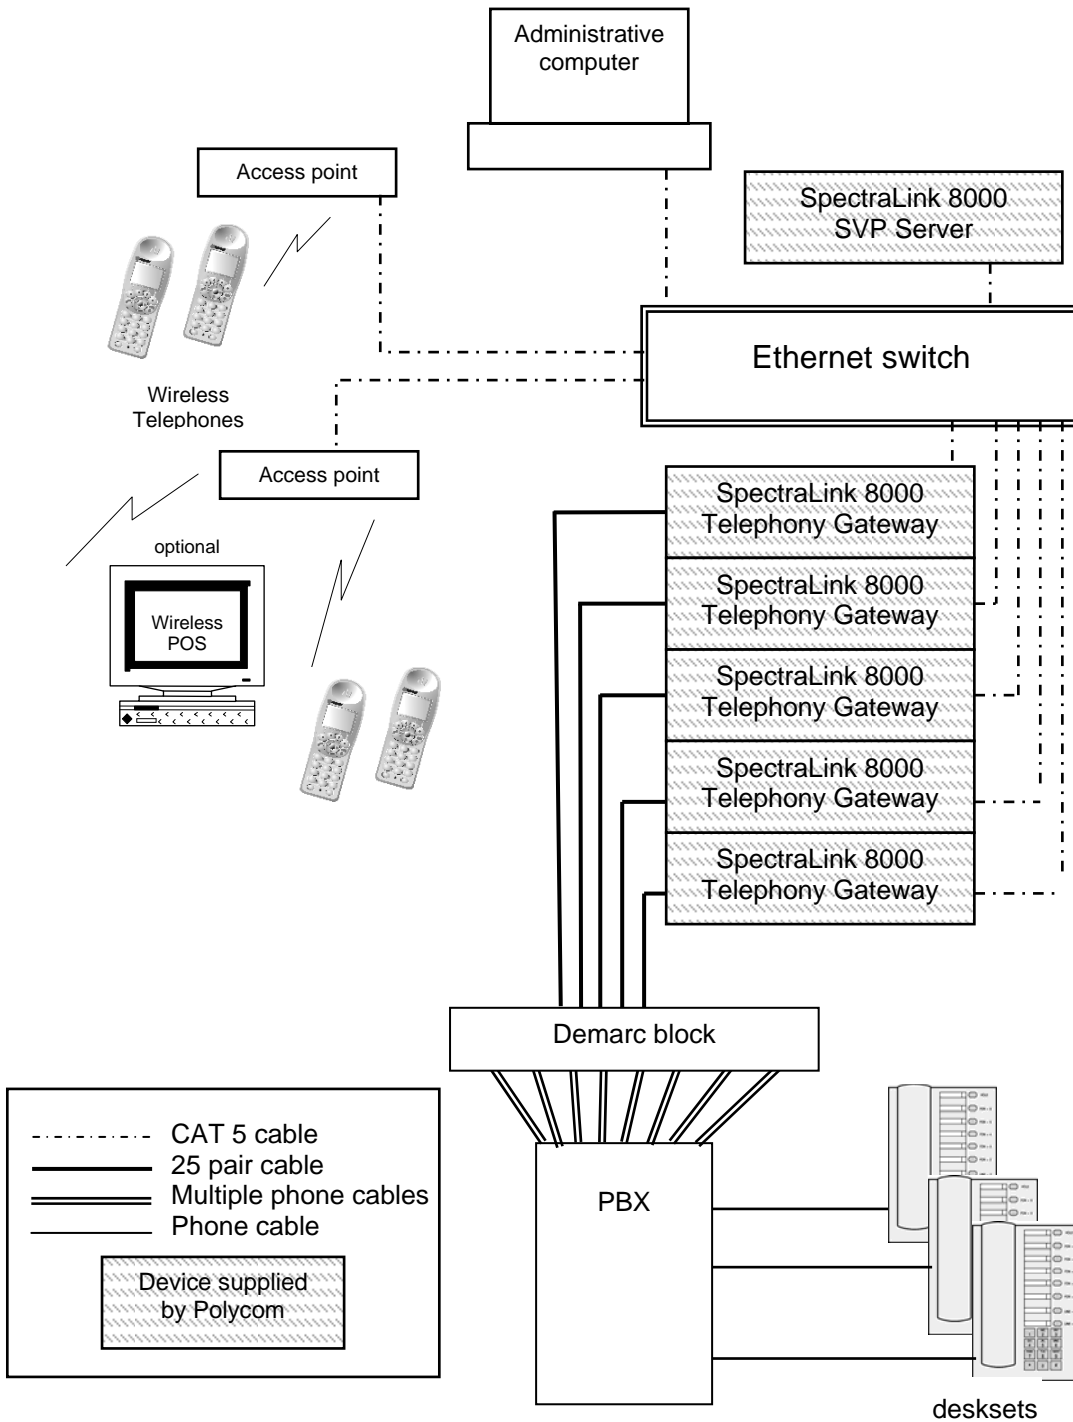 Administrative
computer
Access point
SpectraLink 8000
SVP Server
Ethernet switch
Wireless
Telephones
Access point
optional
Wireless
POS
SpectraLink 8000
Telephony Gateway
SpectraLink 8000
Telephony Gateway
SpectraLink 8000
Telephony Gateway
SpectraLink 8000
Telephony Gateway
SpectraLink 8000
Telephony Gateway
Demarc block
PBX
CAT 5 cable
25 pair cable
Multiple phone cables
Phone cable
Device supplied
by Polycom
desksets